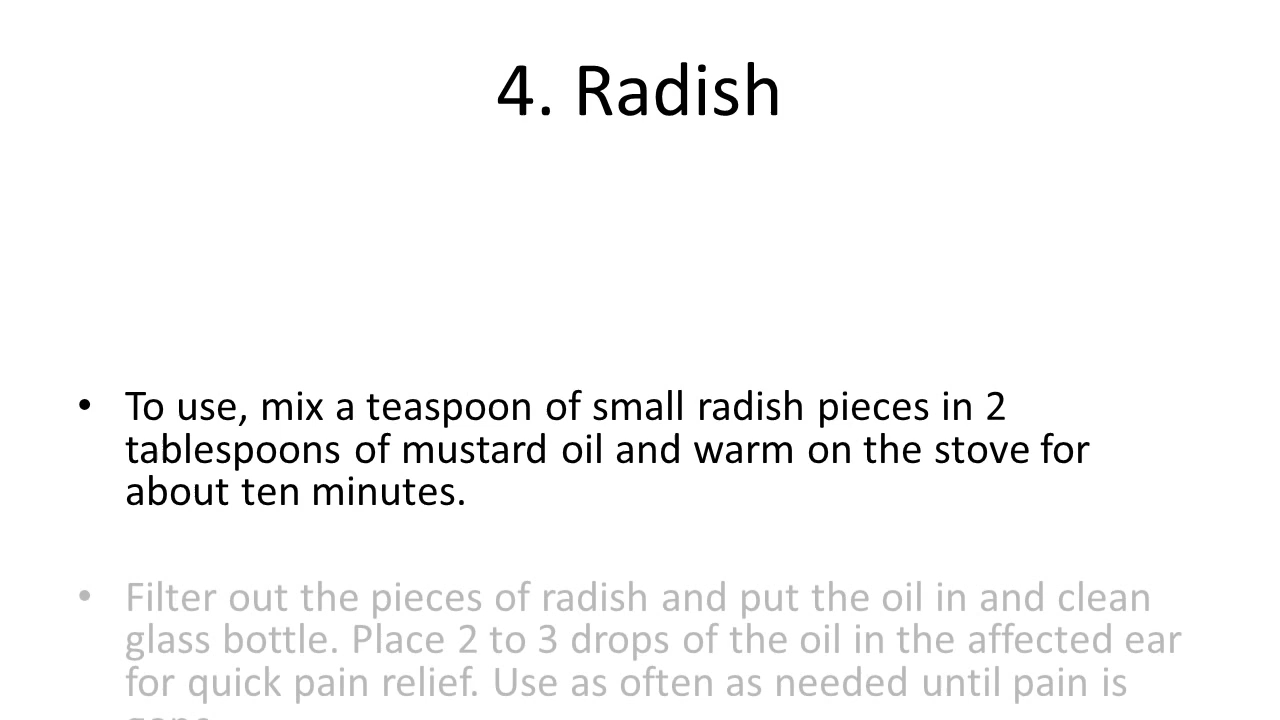 4. Radish
• To use, mix a teaspoon of small radish pieces in 2
tablespoons of mustard oil and warm on the stove for
about ten minutes.
• Filter out the pieces of radish and put the oil in and clean
glass bottle. Place 2 to 3 drops of the oil in the affected ear
for quick pain relief. Use as often as needed until pain is